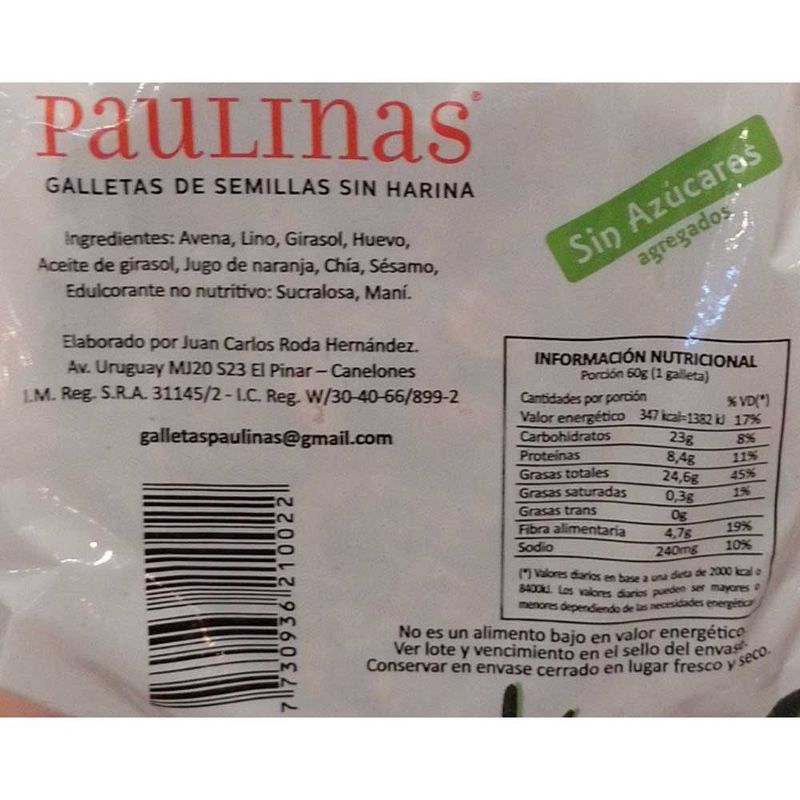 PauLInas®
GALLETAS DE SEMILLAS SIN HARINA
Ingredientes: Avena, Lino, Girasol, Huevo,
Aceite de girasol, Jugo de naranja, Chía, Sésamo,
Edulcorante no nutritivo: Sucralosa, Maní.
Elaborado por Juan Carlos Roda Hernández.
Av. Uruguay MJ20 S23 El Pinar – Canelones
I.M. Reg. S.R.A. 31145/2 - I.C. Reg. W/30-40-66/899-2
galletaspaulinas@gmail.com
7 730936 210022
Sin Azúcares
agregados
INFORMACIÓN NUTRICIONAL
Porción 60g (1 galleta)
Cantidades por porción % VD(*)
Valor energético 347 kcal=1382 kJ 17%
Carbohidratos 23g 8%
Proteínas 8,4g 11%
Grasas totales 24,6g 45%
Grasas saturadas 0,3g 1%
Grasas trans 0g
Fibra alimentaria 4,7g 19%
Sodio 240mg 10%
(*) Valores diarios en base a una dieta de 2000 kcal o
8400kJ. Los valores diarios pueden ser mayores o
menores dependiendo de las necesidades energética
No es un alimento bajo en valor energético
Ver lote y vencimiento en el sello del envase.
Conservar en envase cerrado en lugar fresco y seco.